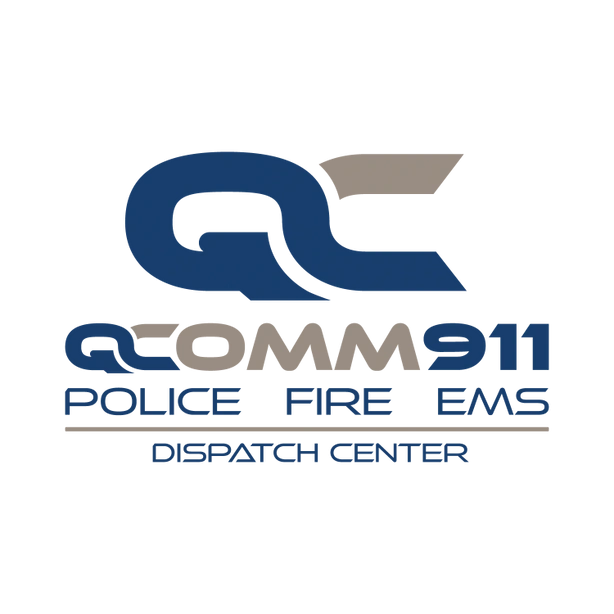 QC
QCOMM911
POLICE FIRE EMS
DISPATCH CENTER